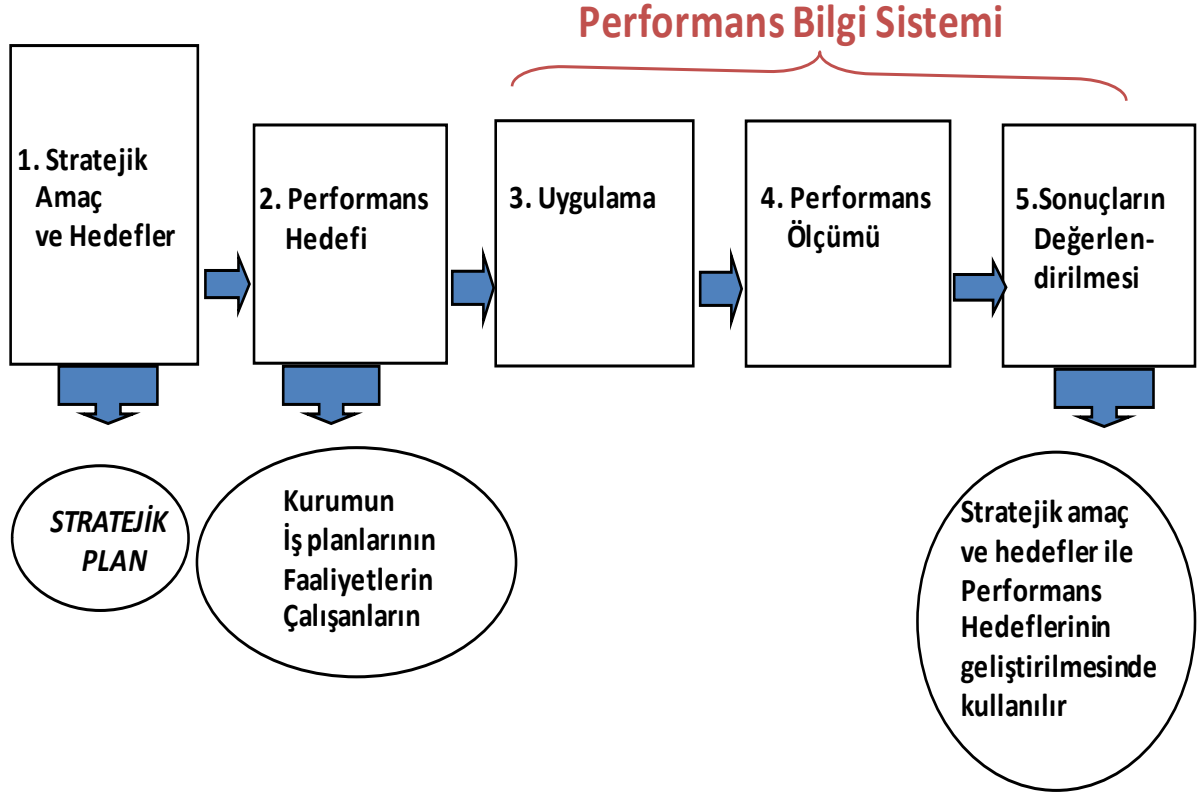 Performans Bilgi Sistemi
1. Stratejik
Amaç
ve Hedefler
2. Performans
Hedefi
3. Uygulama
4. Performans
Ölçümü
5.Sonuçların
Değerlen-
dirilmesi
STRATEJİK
PLAN
Kurumun
İş planlarının
Faaliyetlerin
Çalışanların
Stratejik amaç
ve hedefler ile
Performans
Hedeflerinin
geliştirilmesinde
kullanılır